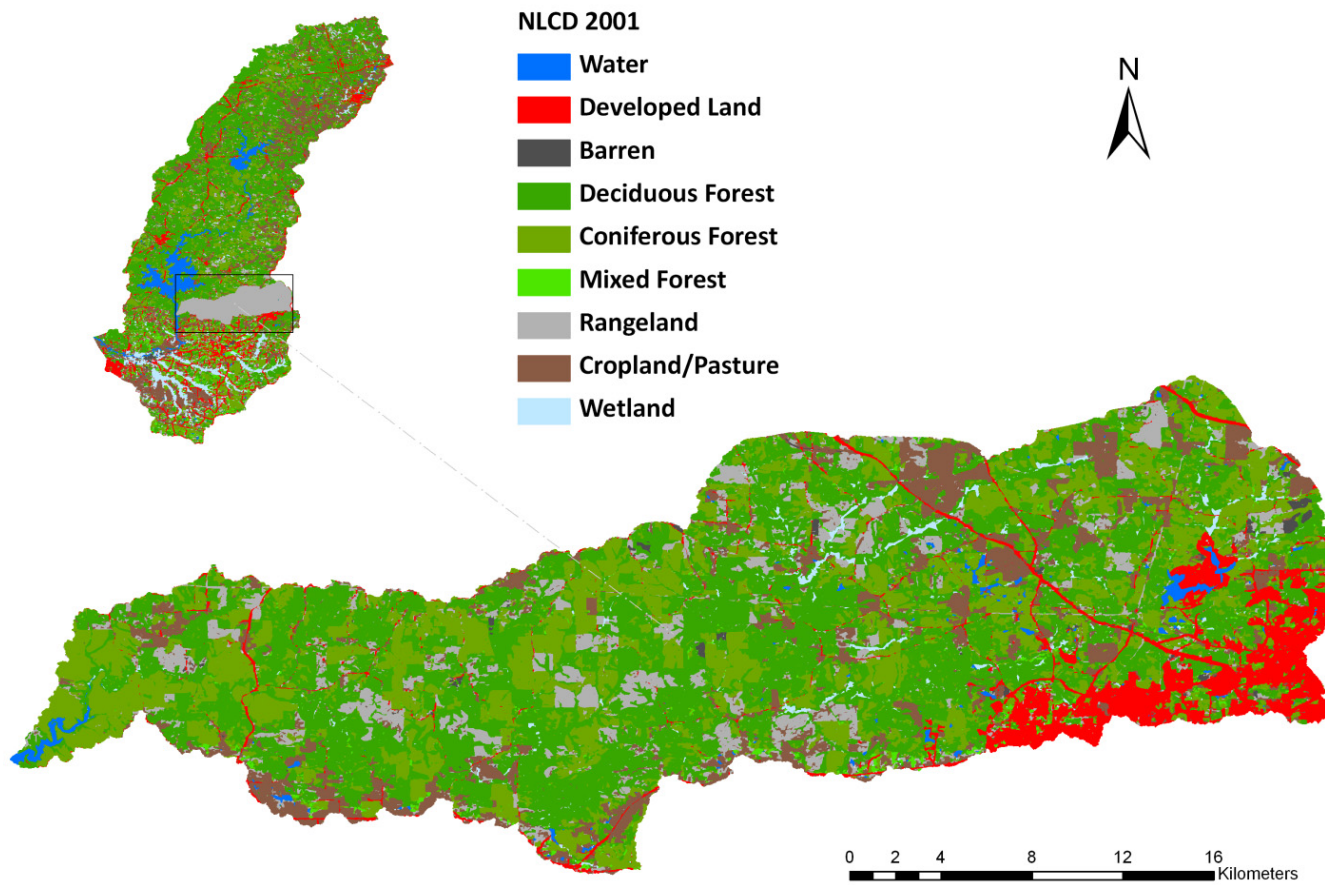 NLCD 2001
Water
Developed Land
Barren
Deciduous Forest
Coniferous Forest
Mixed Forest
Rangeland
Cropland/Pasture
Wetland
N
0 2 4 8 12 16
Kilometers